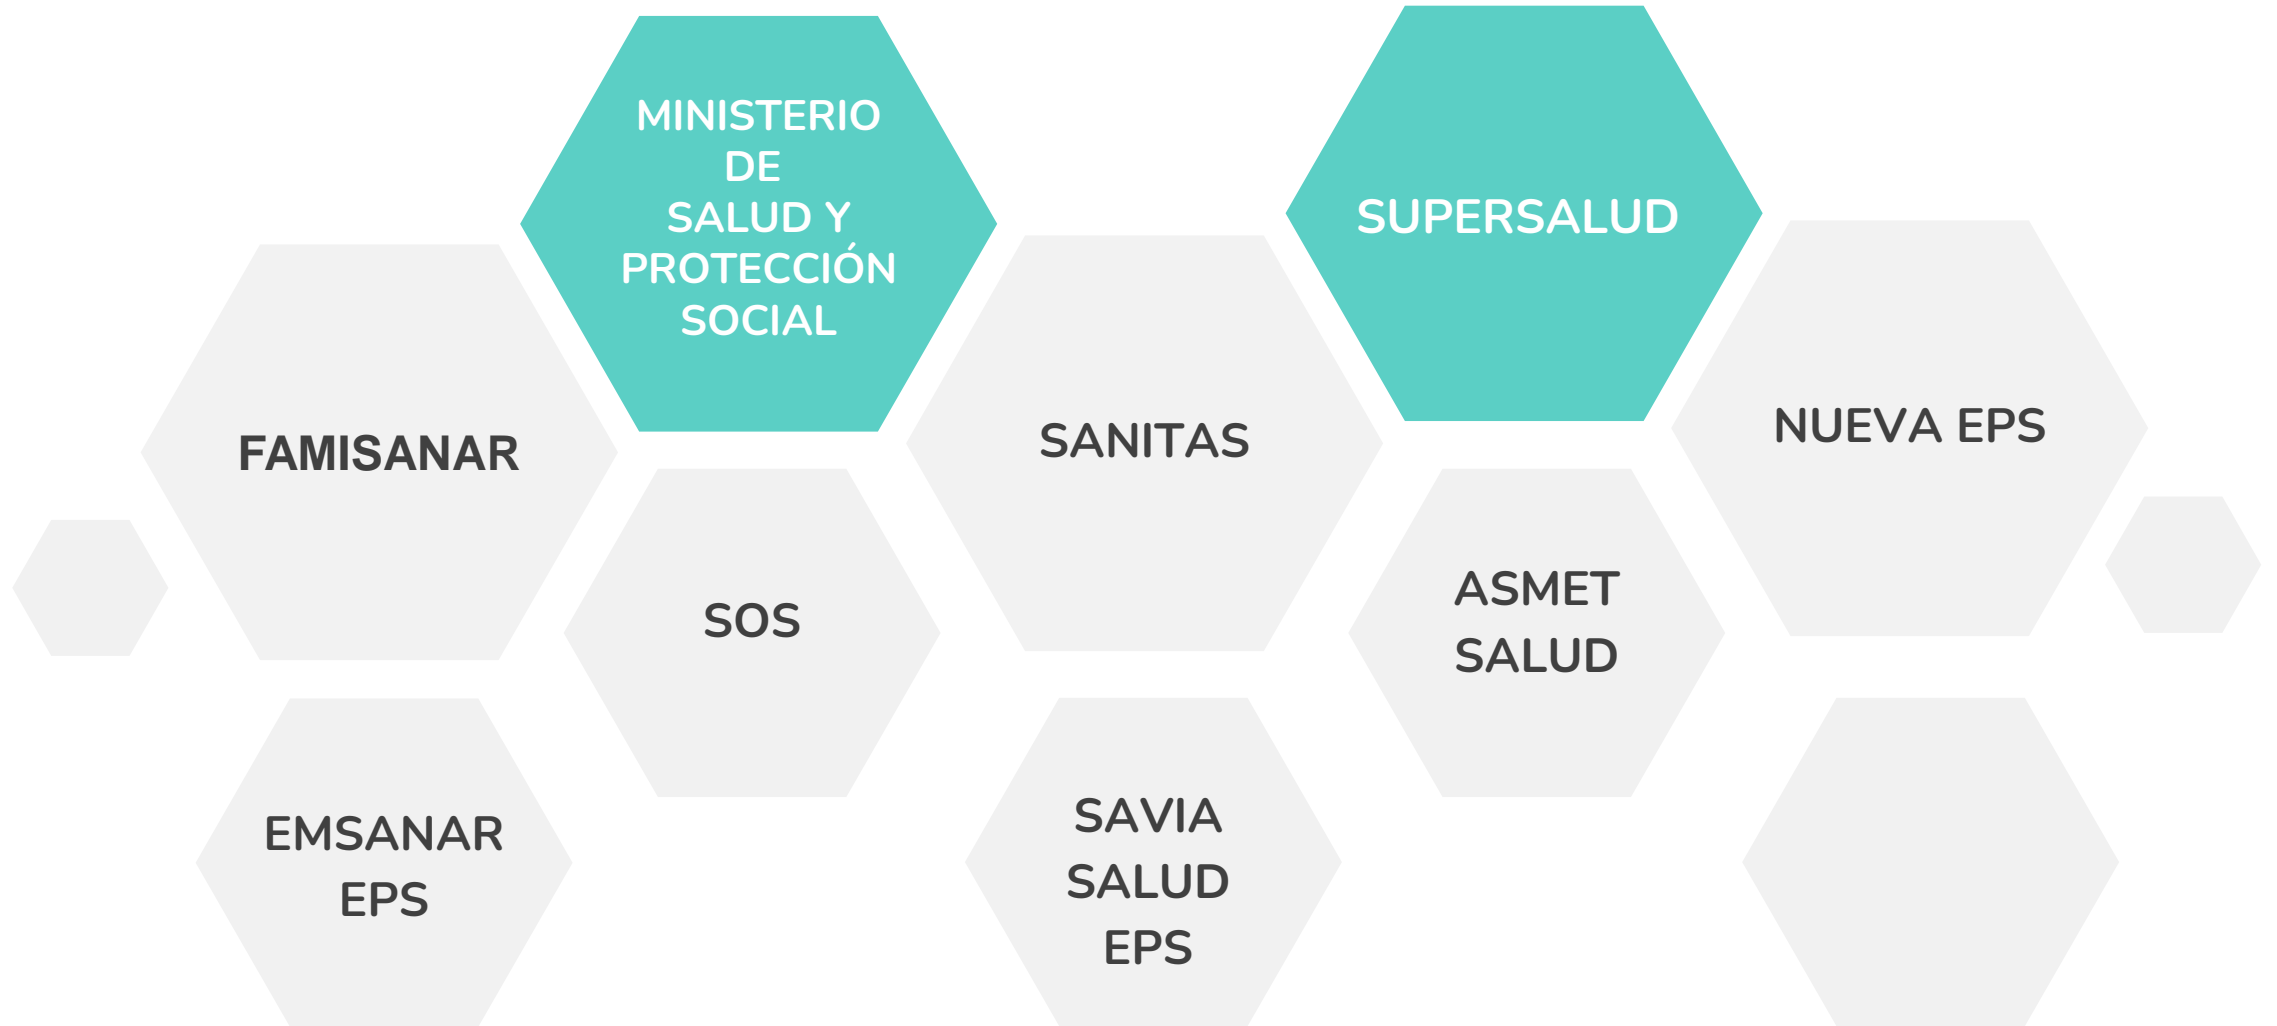 MINISTERIO
DE
SALUD Y
PROTECCIÓN
SOCIAL
SUPERSALUD
FAMISANAR
SANITAS
NUEVA EPS
SOS
ASMET
SALUD
EMSANAR
EPS
SAVIA
SALUD
EPS